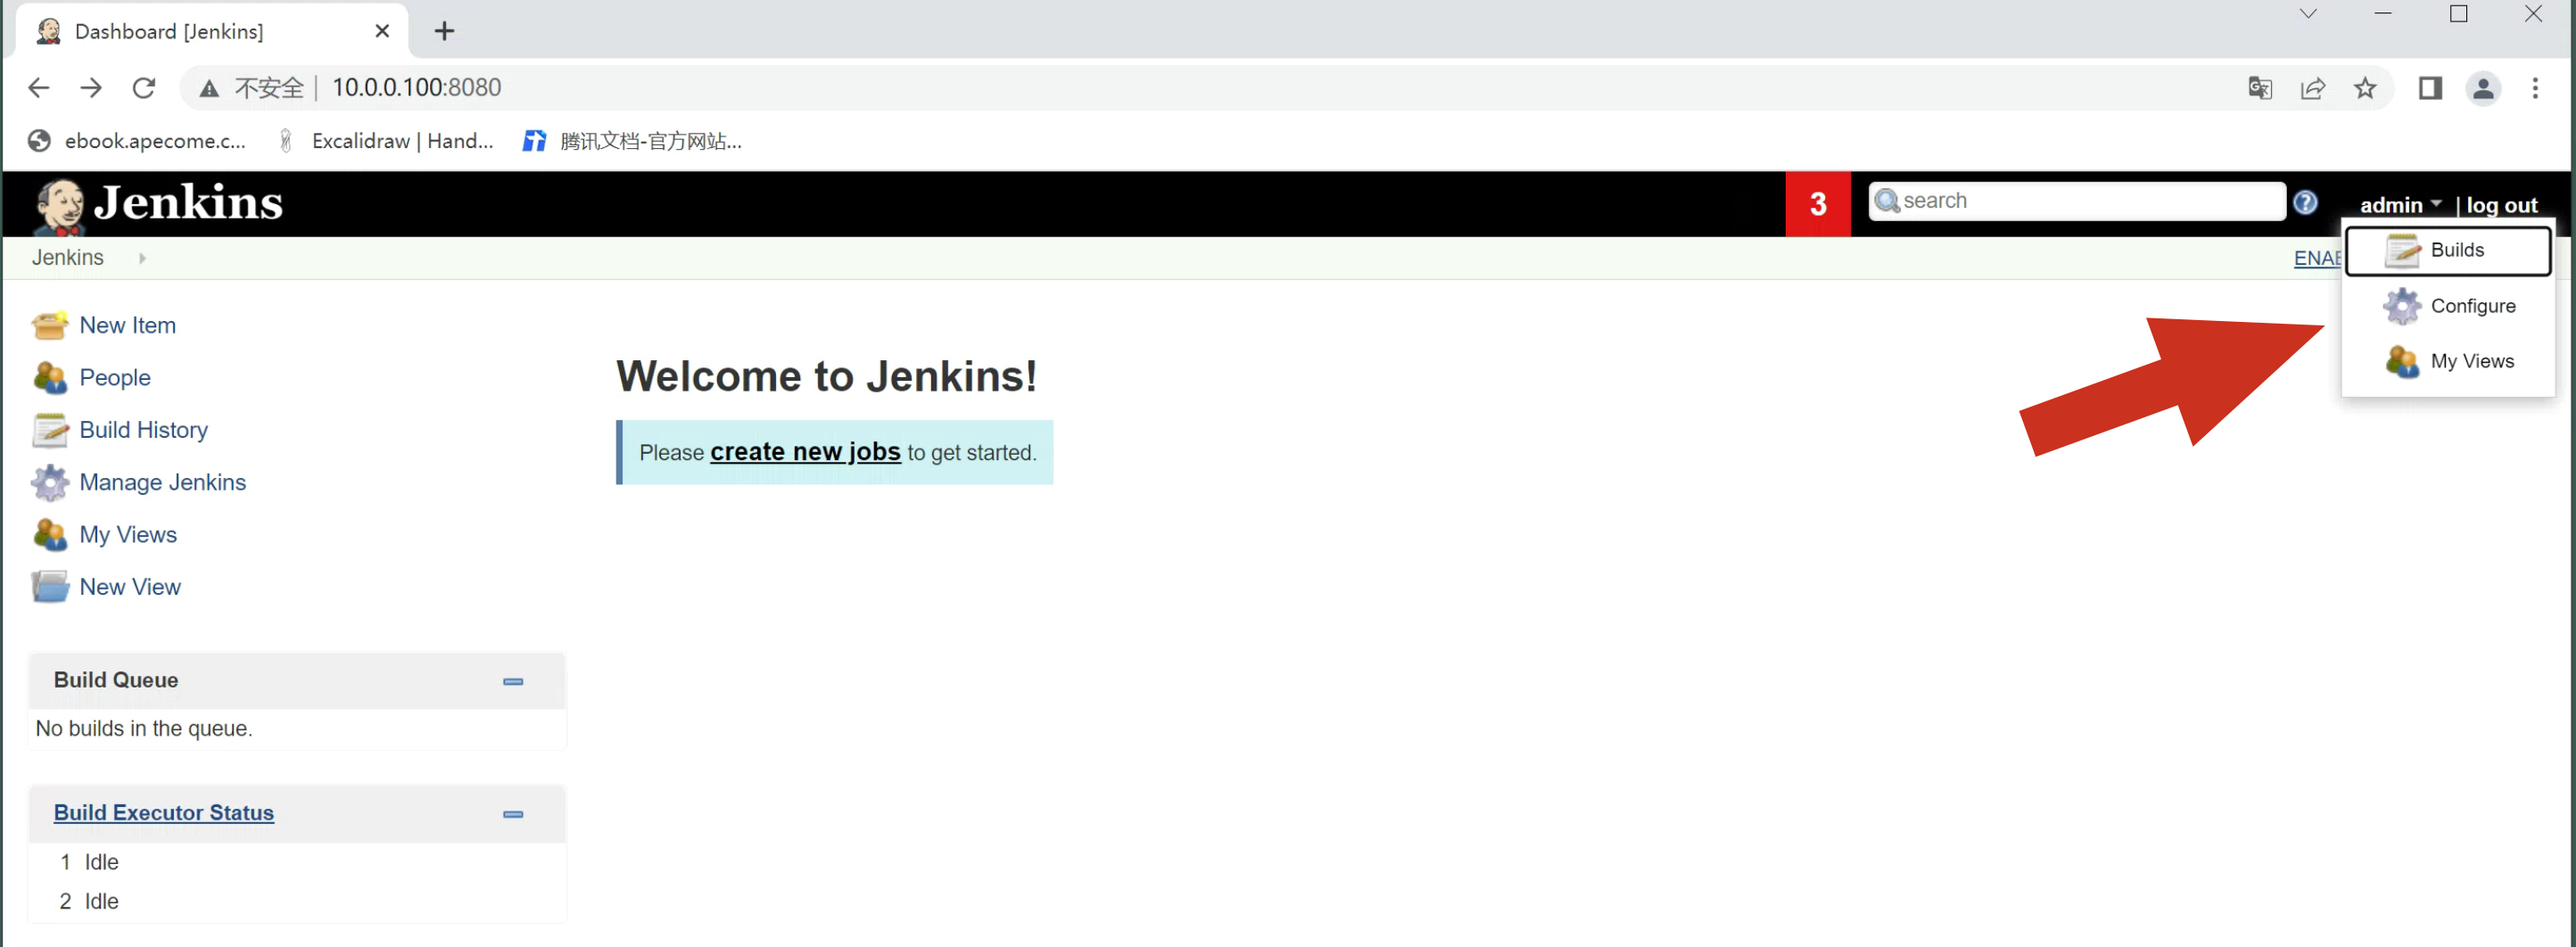 Dashboard [Jenkins]
不安全 | 10.0.0.100:8080
ebook.apecome.c... Excalidraw | Hand... 腾讯文档-官方网站...
Jenkins 3 search admin | log out
Jenkins ENAB
Builds
Configure
My Views
New Item
People
Build History
Manage Jenkins
My Views
New View
Welcome to Jenkins!
Please create new jobs to get started.
Build Queue
No builds in the queue.
Build Executor Status
1 Idle
2 Idle